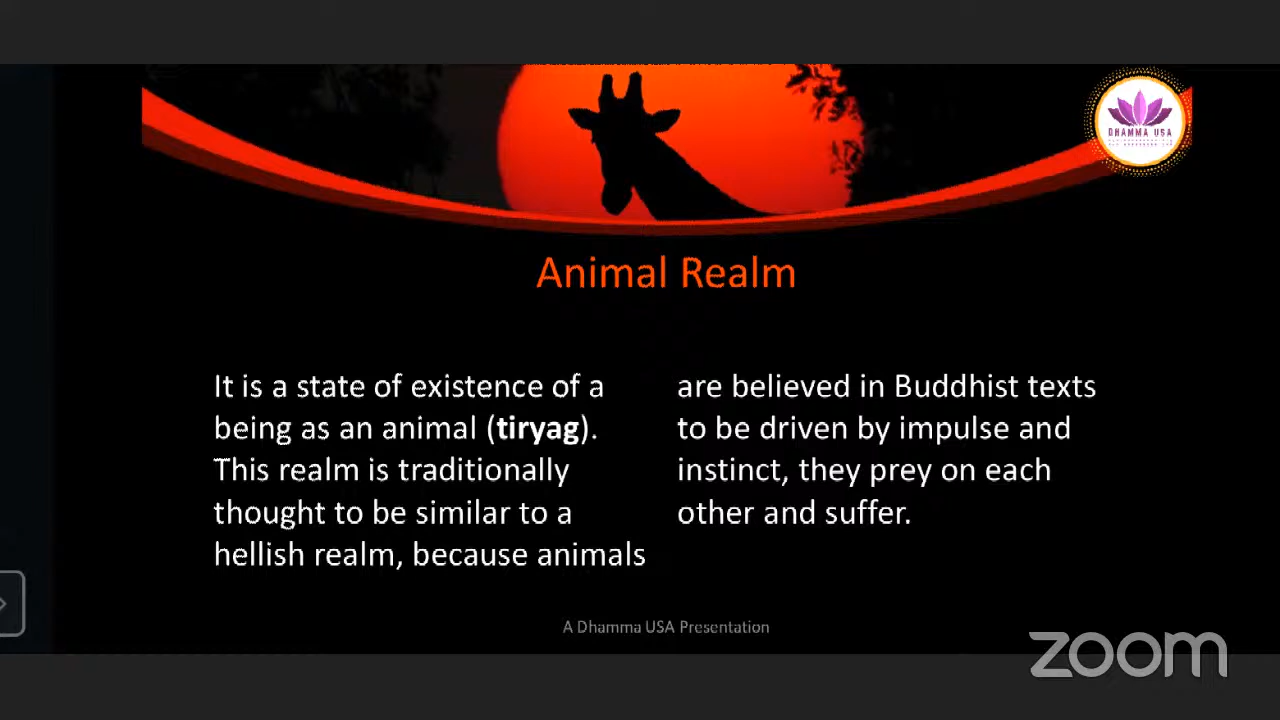 DHAMMA USA
Animal Realm
It is a state of existence of a
being as an animal (tiryag).
This realm is traditionally
thought to be similar to a
hellish realm, because animals
are believed in Buddhist texts
to be driven by impulse and
instinct, they prey on each
other and suffer.
A Dhamma USA Presentation
zoom